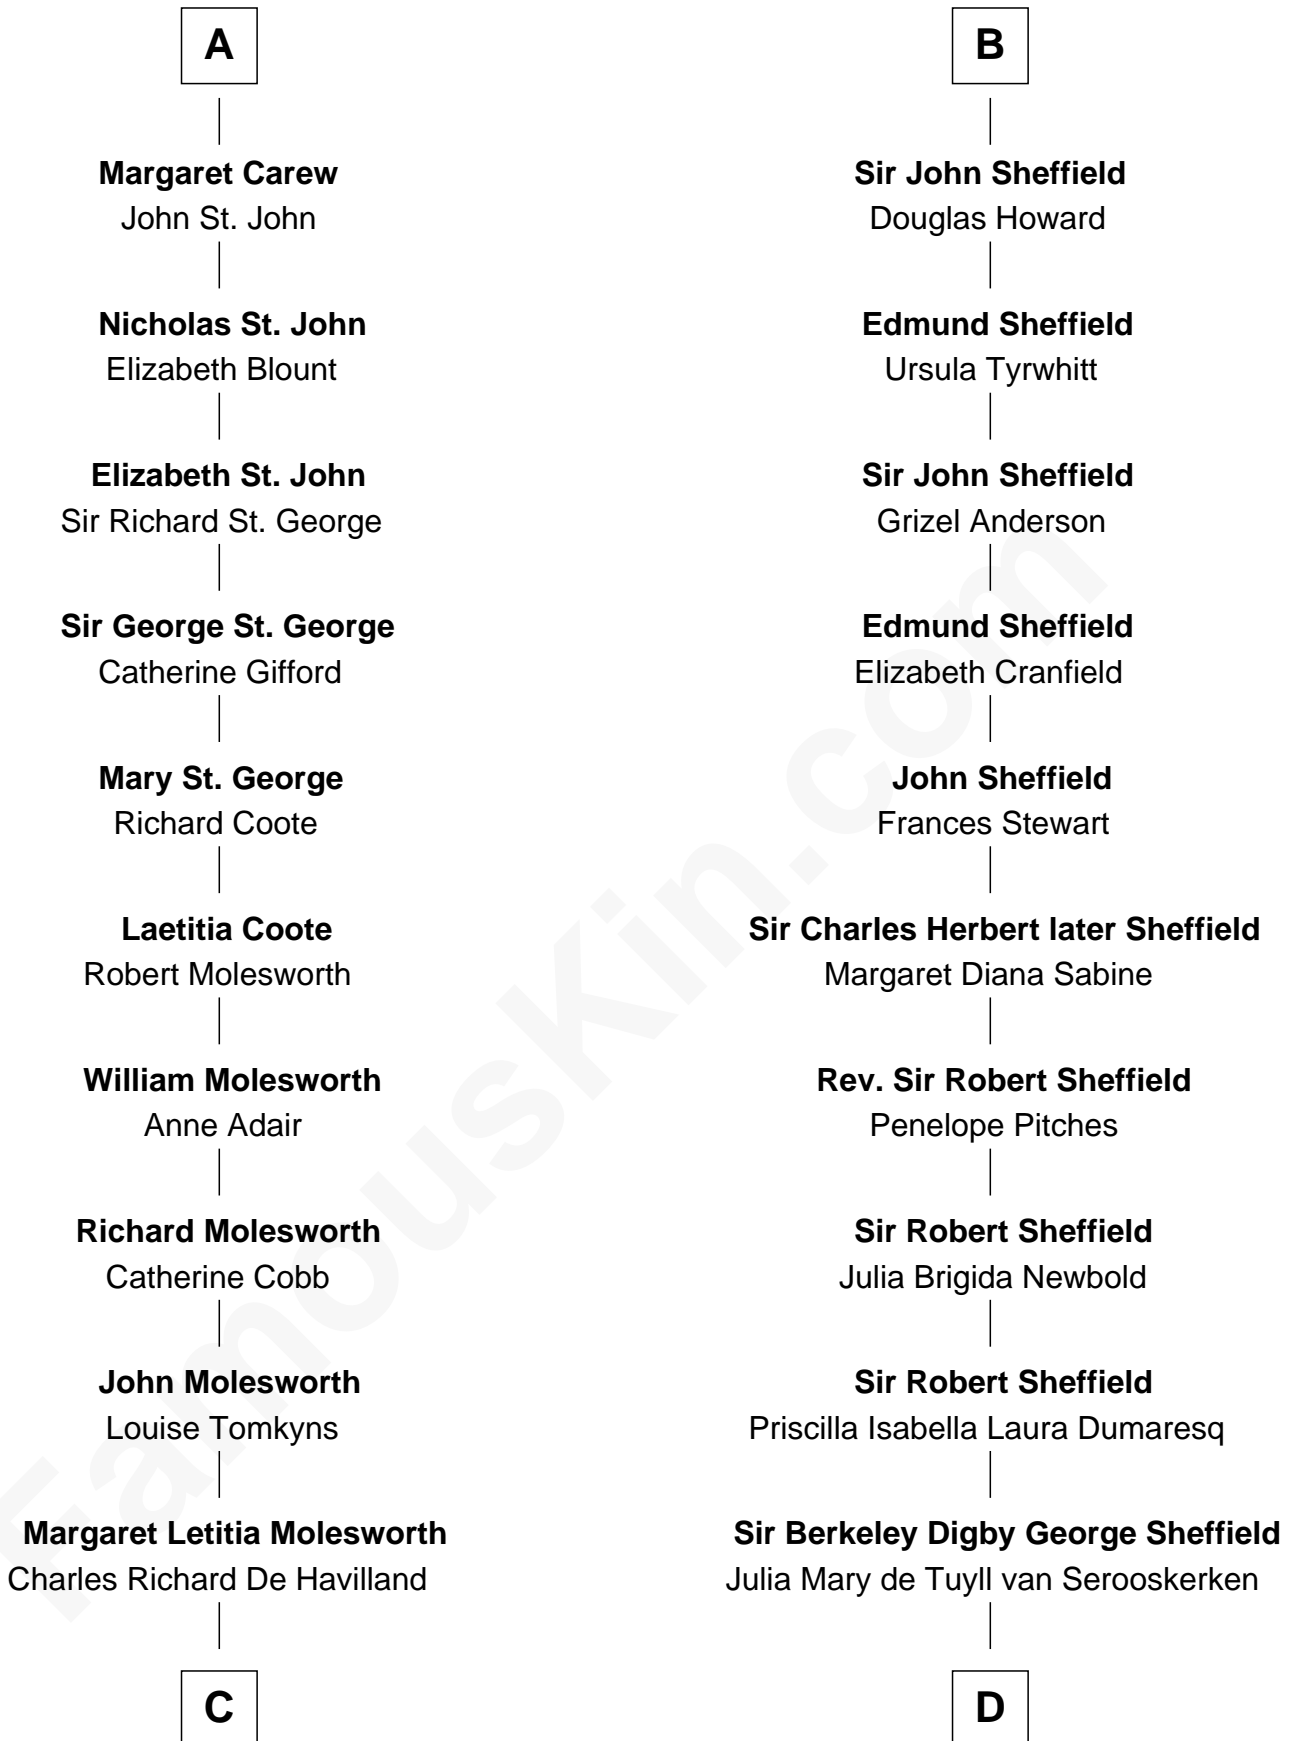 A
Margaret Carew
John St. John
Nicholas St. John
Elizabeth Blount
Elizabeth St. John
Sir Richard St. George
Sir George St. George
Catherine Gifford
Mary St. George
Richard Coote
Laetitia Coote
Robert Molesworth
William Molesworth
Anne Adair
Richard Molesworth
Catherine Cobb
John Molesworth
Louise Tomkyns
Margaret Letitia Molesworth
Charles Richard De Havilland
C
B
Sir John Sheffield
Douglas Howard
Edmund Sheffield
Ursula Tyrwhitt
Sir John Sheffield
Grizel Anderson
Edmund Sheffield
Elizabeth Cranfield
John Sheffield
Frances Stewart
Sir Charles Herbert later Sheffield
Margaret Diana Sabine
Rev. Sir Robert Sheffield
Penelope Pitches
Sir Robert Sheffield
Julia Brigida Newbold
Sir Robert Sheffield
Priscilla Isabella Laura Dumaresq
Sir Berkeley Digby George Sheffield
Julia Mary de Tuyll van Serooskerken
D
FamousKin.com